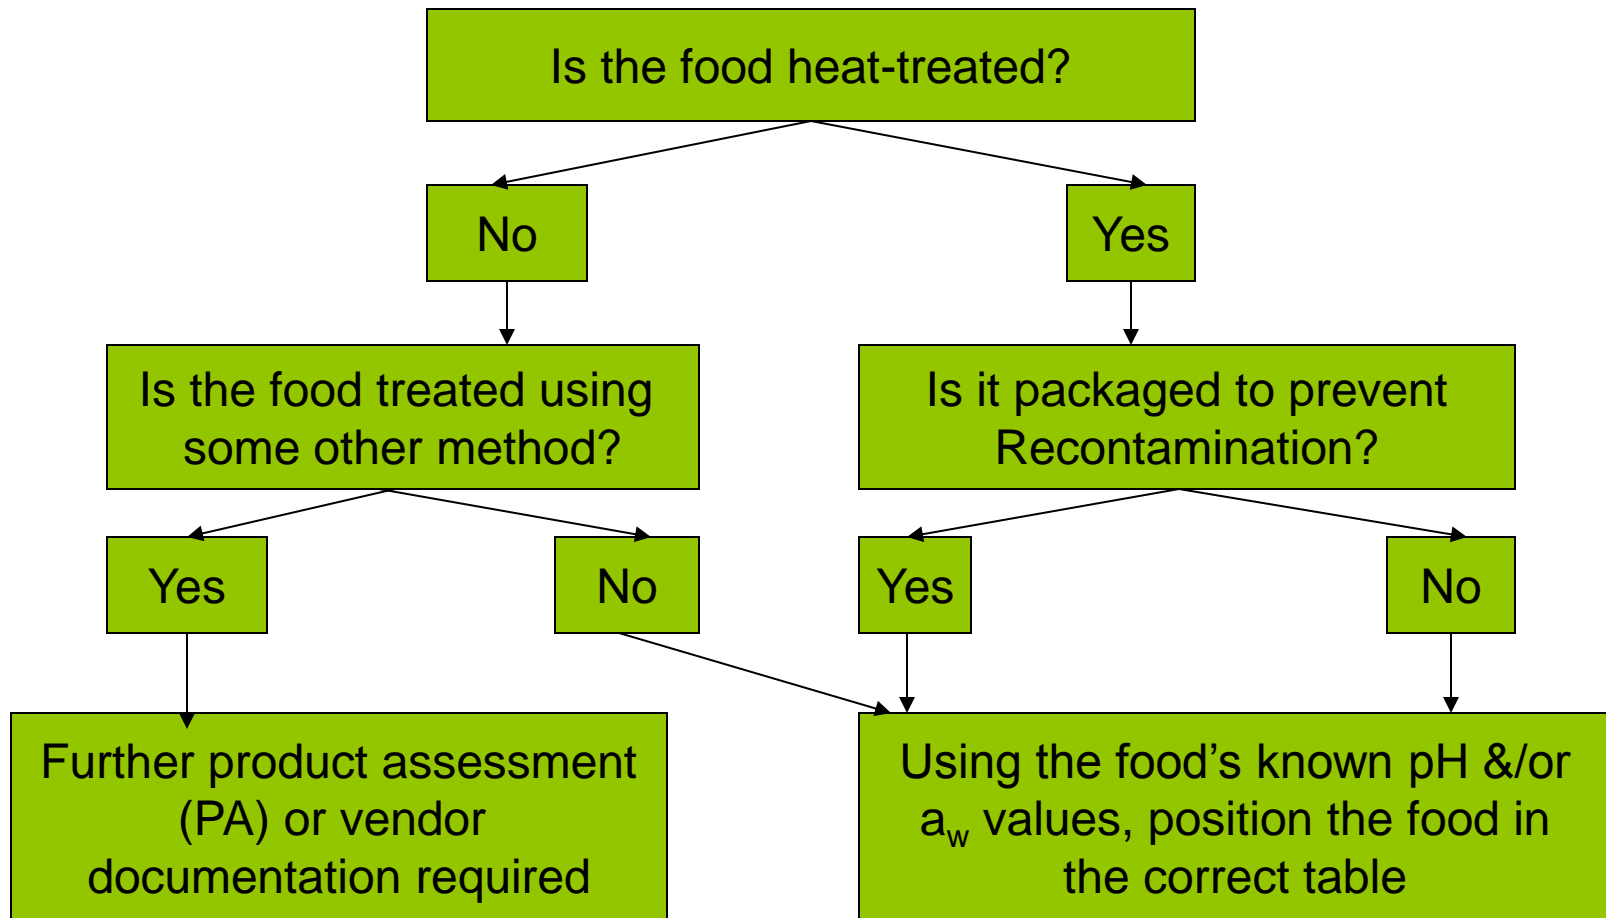 Is the food heat-treated?
No
Yes
Is the food treated using
some other method?
Is it packaged to prevent
Recontamination?
Yes
No
Yes
No
Further product assessment
(PA) or vendor
documentation required
Using the food’s known pH &/or
aw values, position the food in
the correct table